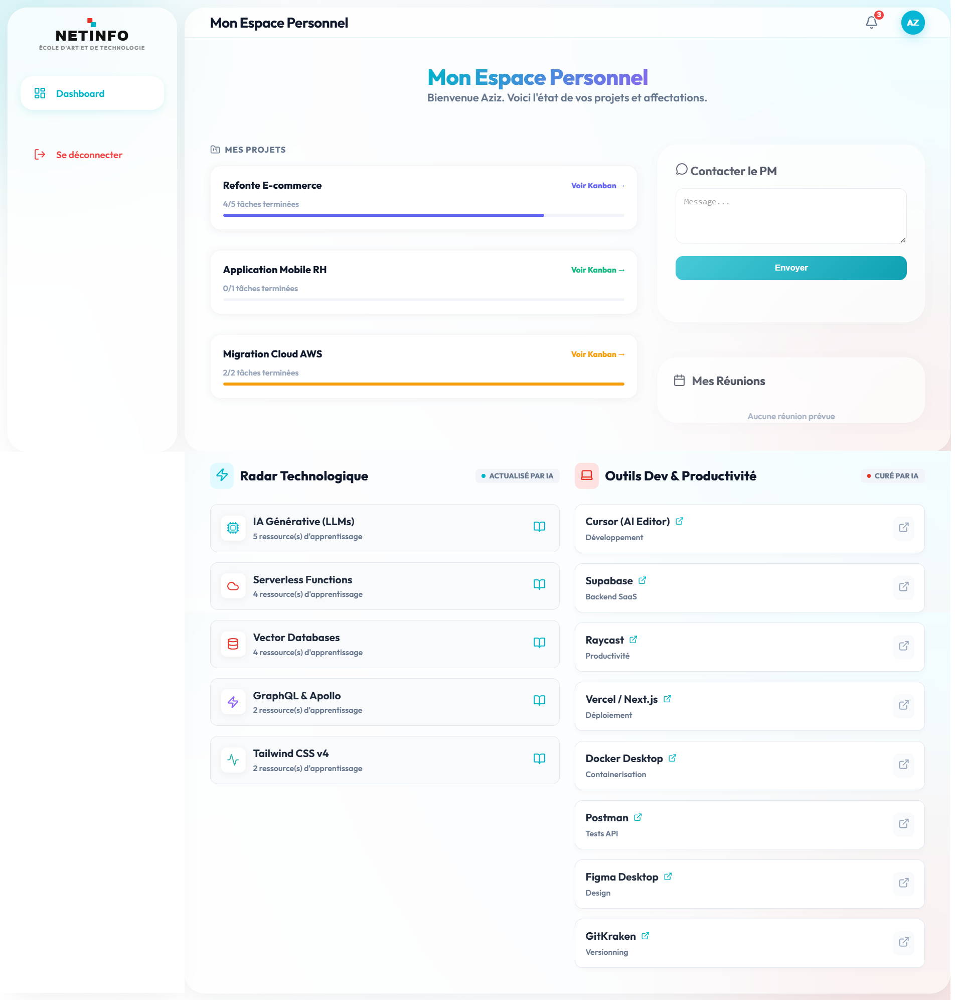 NETINFO
ÉCOLE D'ART ET DE TECHNOLOGIE
Dashboard
Se déconnecter
Mon Espace Personnel
3
AZ
Mon Espace Personnel
Bienvenue Aziz. Voici l'état de vos projets et affectations.
MES PROJETS
Refonte E-commerce
Voir Kanban →
4/5 tâches terminées
Application Mobile RH
Voir Kanban →
0/1 tâches terminées
Migration Cloud AWS
Voir Kanban →
2/2 tâches terminées
Contacter le PM
Message...
Envoyer
Mes Réunions
Aucune réunion prévue
Radar Technologique
ACTUALISÉ PAR IA
IA Générative (LLMs)
5 ressource(s) d'apprentissage
Serverless Functions
4 ressource(s) d'apprentissage
Vector Databases
4 ressource(s) d'apprentissage
GraphQL & Apollo
2 ressource(s) d'apprentissage
Tailwind CSS v4
2 ressource(s) d'apprentissage
Outils Dev & Productivité
CURÉ PAR IA
Cursor (AI Editor)
Développement
Supabase
Backend SaaS
Raycast
Productivité
Vercel / Next.js
Déploiement
Docker Desktop
Containerisation
Postman
Tests API
Figma Desktop
Design
GitKraken
Versionning